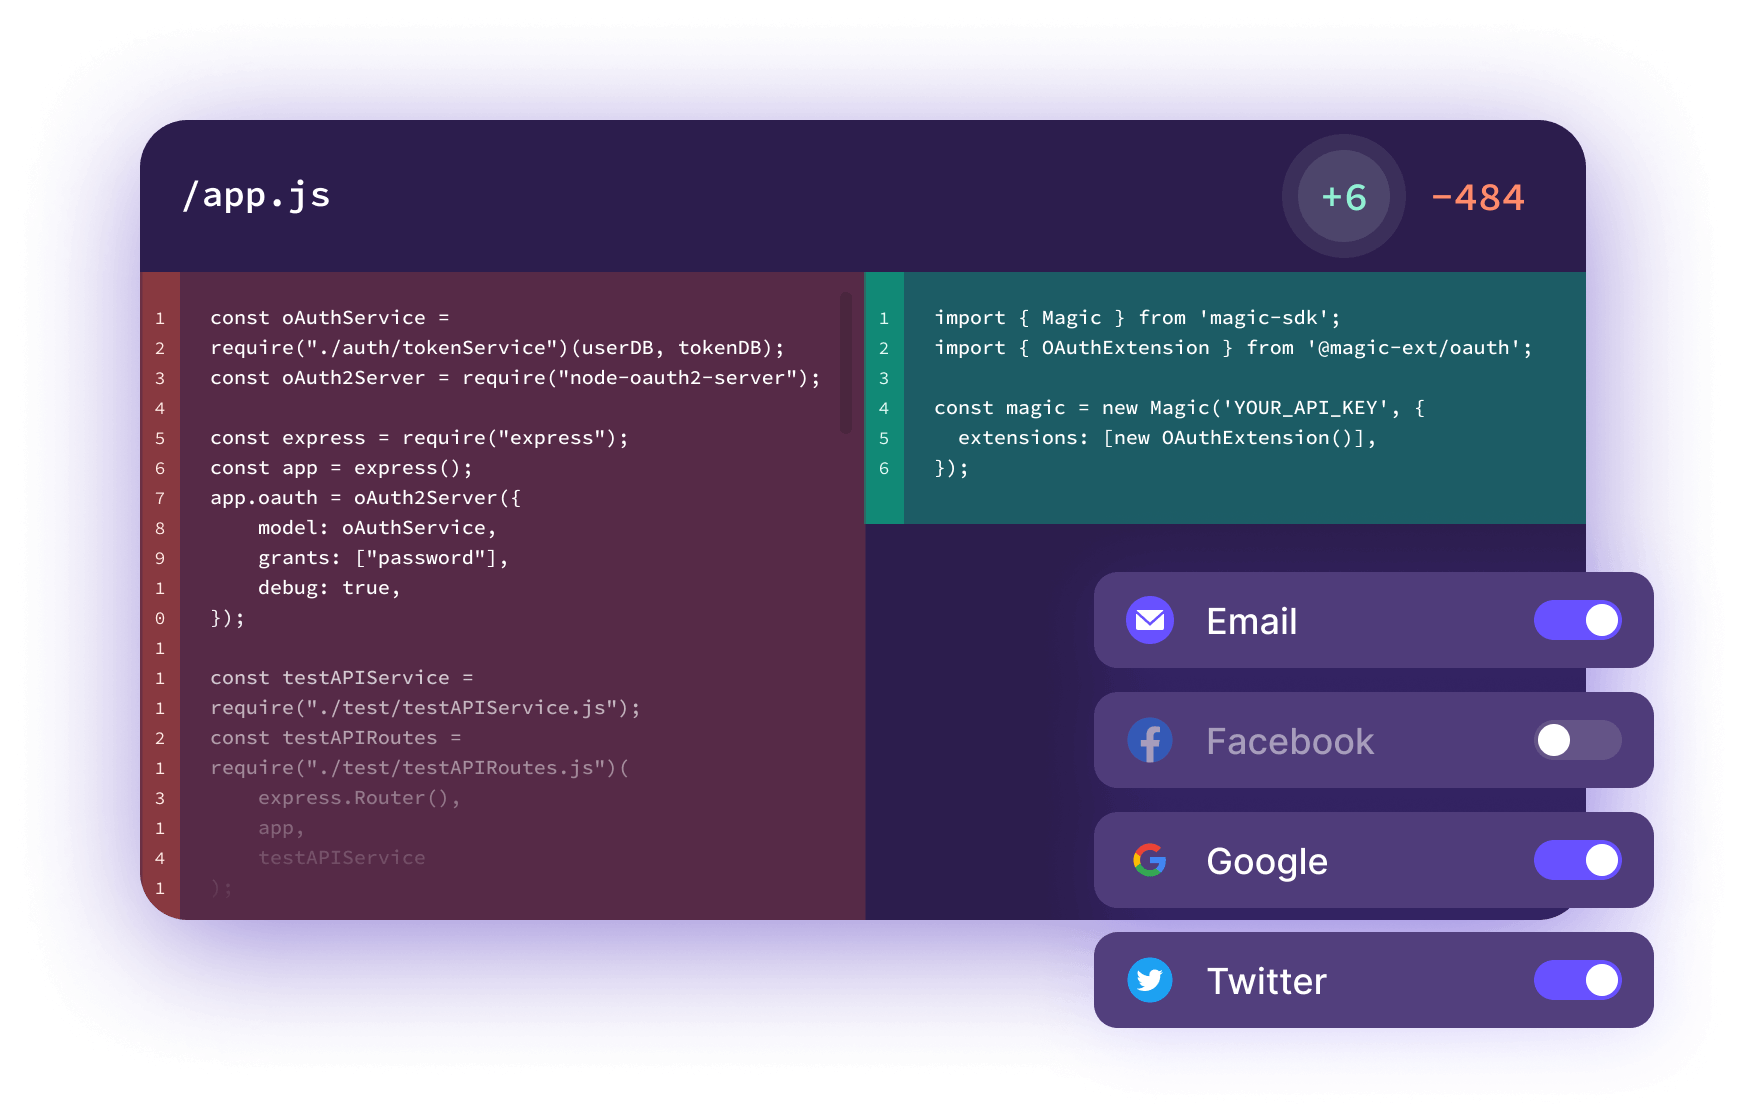 /app.js
+6 −484
1 const oAuthService =
2 require("./auth/tokenService")(userDB, tokenDB);
3 const oAuth2Server = require("node-oauth2-server");
4
5 const express = require("express");
6 const app = express();
7 app.oauth = oAuth2Server({
8     model: oAuthService,
9     grants: ["password"],
1     debug: true,
0 });
1
1 const testAPIService =
1 require("./test/testAPIService.js");
2 const testAPIRoutes =
1 require("./test/testAPIRoutes.js")(
3     express.Router(),
1     app,
4     testAPIService
1 );
1 import { Magic } from 'magic-sdk';
2 import { OAuthExtension } from '@magic-ext/oauth';
3
4 const magic = new Magic('YOUR_API_KEY', {
5   extensions: [new OAuthExtension()],
6 });
Email
Facebook
Google
Twitter